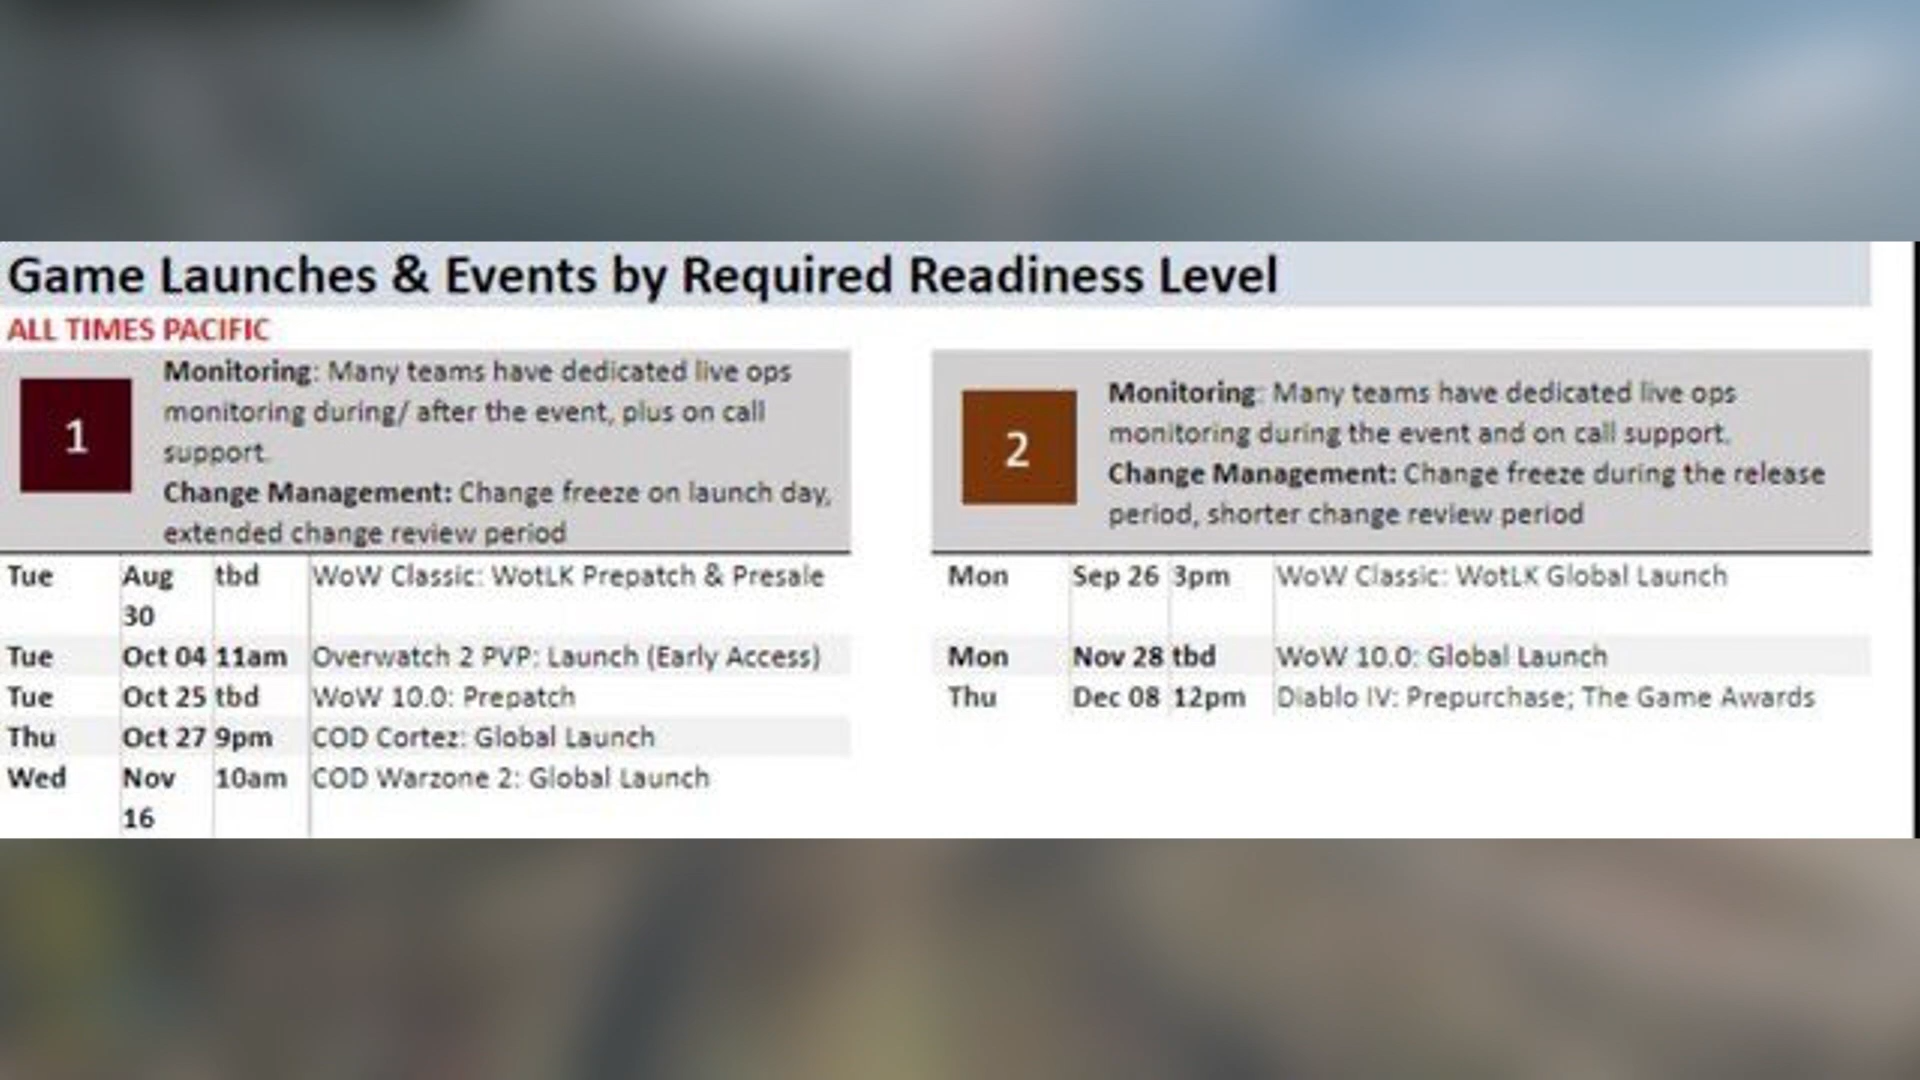 Game Launches & Events by Required Readiness Level
ALL TIMES PACIFIC
1
Monitoring: Many teams have dedicated live ops
monitoring during/ after the event, plus on call
support.
Change Management: Change freeze on launch day,
extended change review period
Tue Aug 30 tbd WoW Classic: WotLK Prepatch & Presale
Tue Oct 04 11am Overwatch 2 PVP: Launch (Early Access)
Tue Oct 25 tbd WoW 10.0: Prepatch
Thu Oct 27 9pm COD Cortez: Global Launch
Wed Nov 16 10am COD Warzone 2: Global Launch
2
Monitoring: Many teams have dedicated live ops
monitoring during the event and on call support.
Change Management: Change freeze during the release
period, shorter change review period
Mon Sep 26 3pm WoW Classic: WotLK Global Launch
Mon Nov 28 tbd WoW 10.0: Global Launch
Thu Dec 08 12pm Diablo IV: Prepurchase; The Game Awards